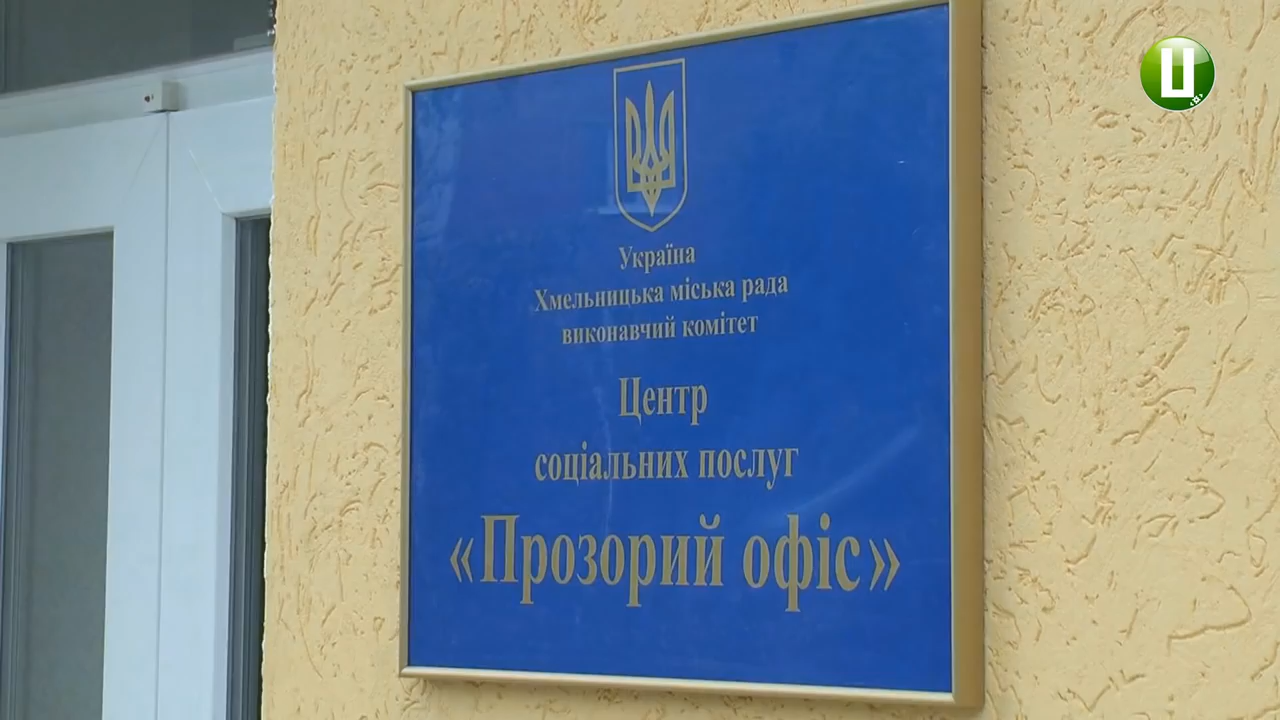 Україна
Хмельницька міська рада
виконавчий комітет
Центр
соціальних послуг
«Прозорий офіс»
Ц